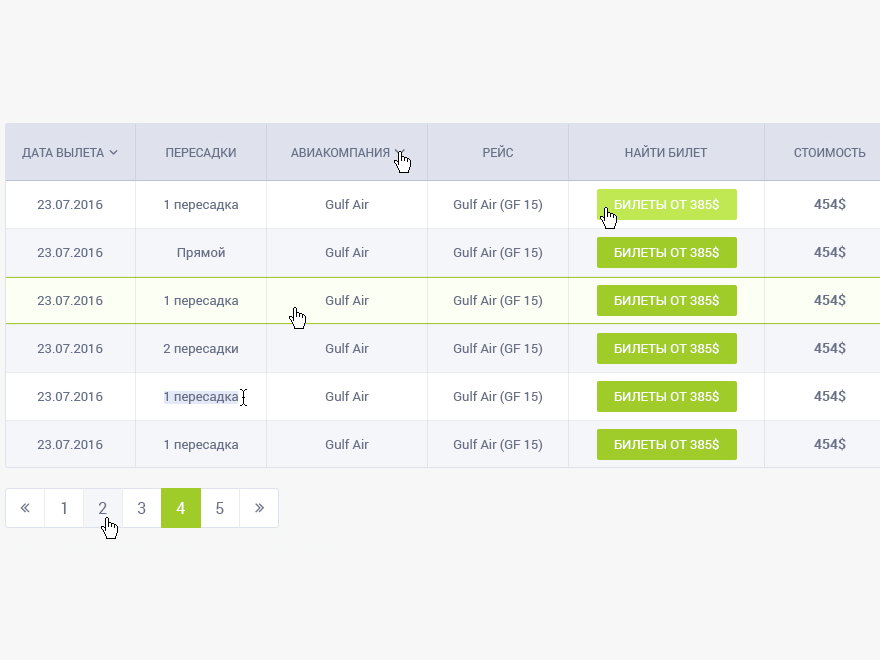 ДАТА ВЫЛЕТА ПЕРЕСАДКИ АВИАКОМПАНИЯ РЕЙС НАЙТИ БИЛЕТ СТОИМОСТЬ
23.07.2016 1 пересадка Gulf Air Gulf Air (GF 15) БИЛЕТЫ ОТ 385$ 454$
23.07.2016 Прямой Gulf Air Gulf Air (GF 15) БИЛЕТЫ ОТ 385$ 454$
23.07.2016 1 пересадка Gulf Air Gulf Air (GF 15) БИЛЕТЫ ОТ 385$ 454$
23.07.2016 2 пересадки Gulf Air Gulf Air (GF 15) БИЛЕТЫ ОТ 385$ 454$
23.07.2016 1 пересадка Gulf Air Gulf Air (GF 15) БИЛЕТЫ ОТ 385$ 454$
23.07.2016 1 пересадка Gulf Air Gulf Air (GF 15) БИЛЕТЫ ОТ 385$ 454$
« 1 2 3 4 5 »